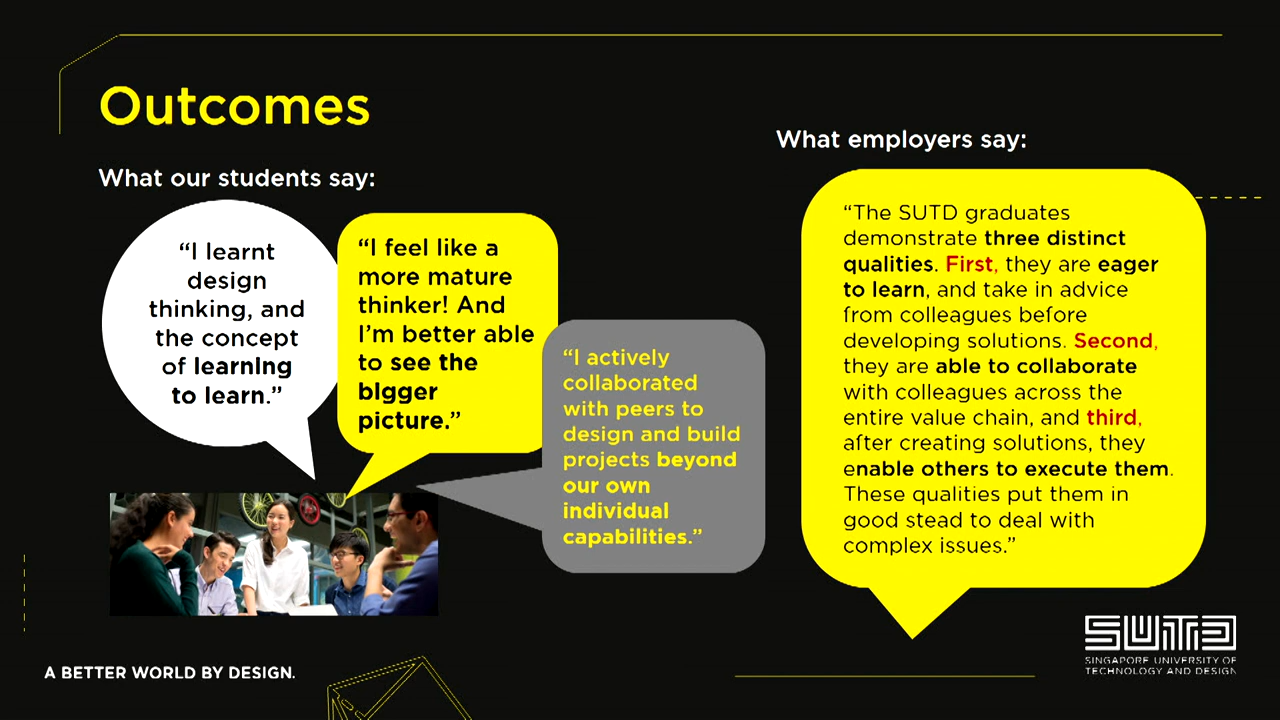 Outcomes
What our students say:
“I learnt
design
thinking, and
the concept
of learning
to learn.”
“I feel like a
more mature
thinker! And
I’m better able
to see the
bigger
picture.”
“I actively
collaborated
with peers to
design and build
projects beyond
our own
individual
capabilities.”
What employers say:
“The SUTD graduates
demonstrate three distinct
qualities. First, they are eager
to learn, and take in advice
from colleagues before
developing solutions. Second,
they are able to collaborate
with colleagues across the
entire value chain, and third,
after creating solutions, they
enable others to execute them.
These qualities put them in
good stead to deal with
complex issues.”
A BETTER WORLD BY DESIGN.
SUTD
SINGAPORE UNIVERSITY OF
TECHNOLOGY AND DESIGN